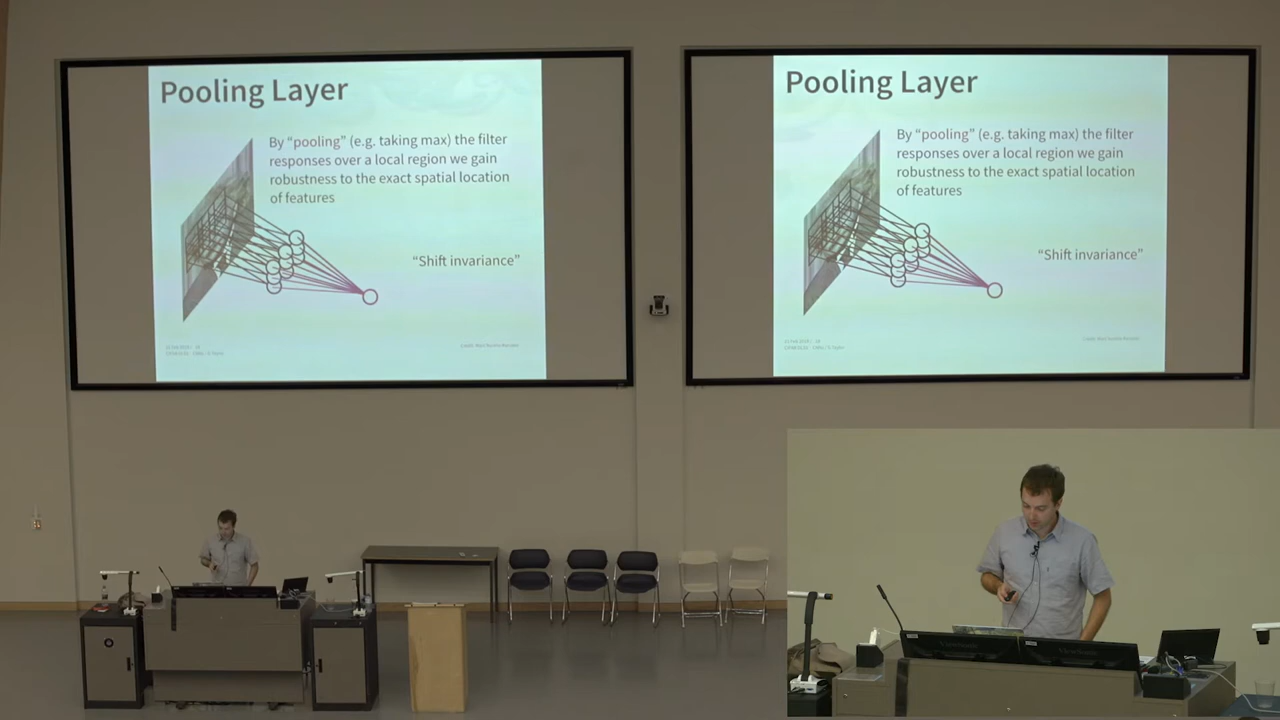 Pooling Layer
By “pooling” (e.g. taking max) the filter
responses over a local region we gain
robustness to the exact spatial location
of features
“Shift invariance”
Pooling Layer
By “pooling” (e.g. taking max) the filter
responses over a local region we gain
robustness to the exact spatial location
of features
“Shift invariance”
ViewSonic
ViewSonic